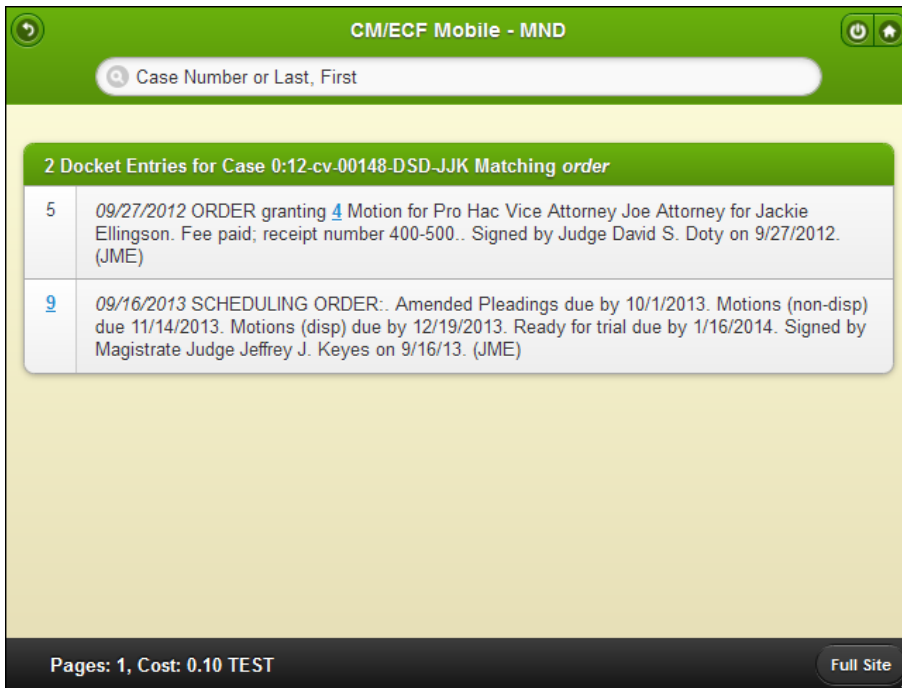 CM/ECF Mobile - MND
Case Number or Last, First
2 Docket Entries for Case 0:12-cv-00148-DSD-JJK Matching order
5 09/27/2012 ORDER granting 4 Motion for Pro Hac Vice Attorney Joe Attorney for Jackie
Ellingson. Fee paid; receipt number 400-500.. Signed by Judge David S. Doty on 9/27/2012.
(JME)
9 09/16/2013 SCHEDULING ORDER:. Amended Pleadings due by 10/1/2013. Motions (non-disp)
due 11/14/2013. Motions (disp) due by 12/19/2013. Ready for trial due by 1/16/2014. Signed by
Magistrate Judge Jeffrey J. Keyes on 9/16/13. (JME)
Pages: 1, Cost: 0.10 TEST
Full Site